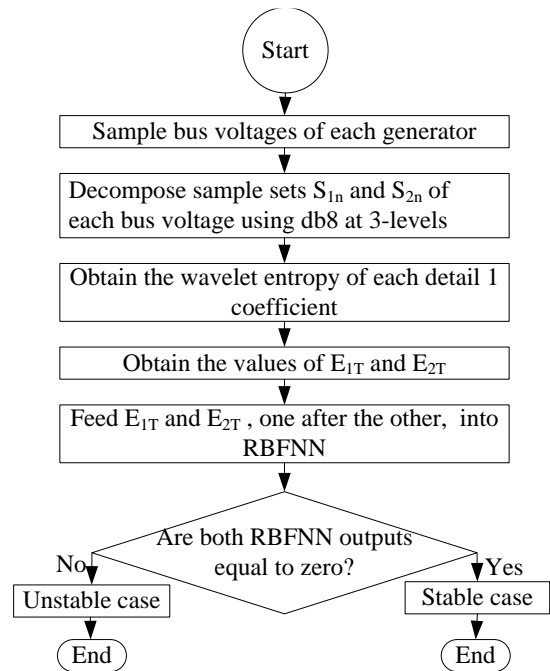 Start
Sample bus voltages of each generator
Decompose sample sets S1n and S2n of
each bus voltage using db8 at 3-levels
Obtain the wavelet entropy of each detail 1
coefficient
Obtain the values of E1T and E2T
Feed E1T and E2T , one after the other, into
RBFNN
Are both RBFNN outputs
equal to zero?
No
Yes
Unstable case
Stable case
End
End